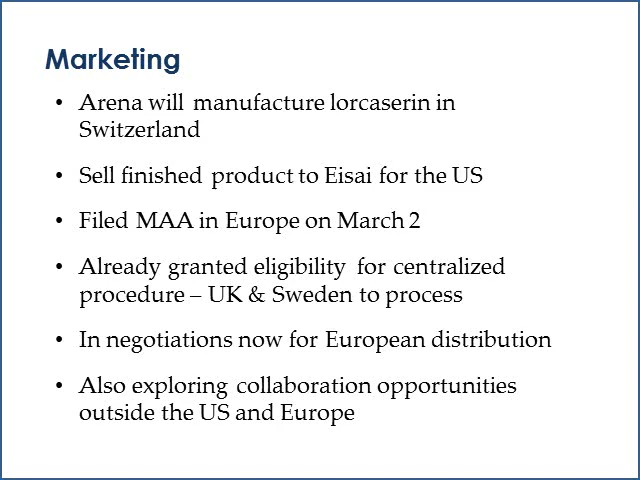 Marketing
• Arena will manufacture lorcaserin in
Switzerland
• Sell finished product to Eisai for the US
• Filed MAA in Europe on March 2
• Already granted eligibility for centralized
procedure – UK & Sweden to process
• In negotiations now for European distribution
• Also exploring collaboration opportunities
outside the US and Europe